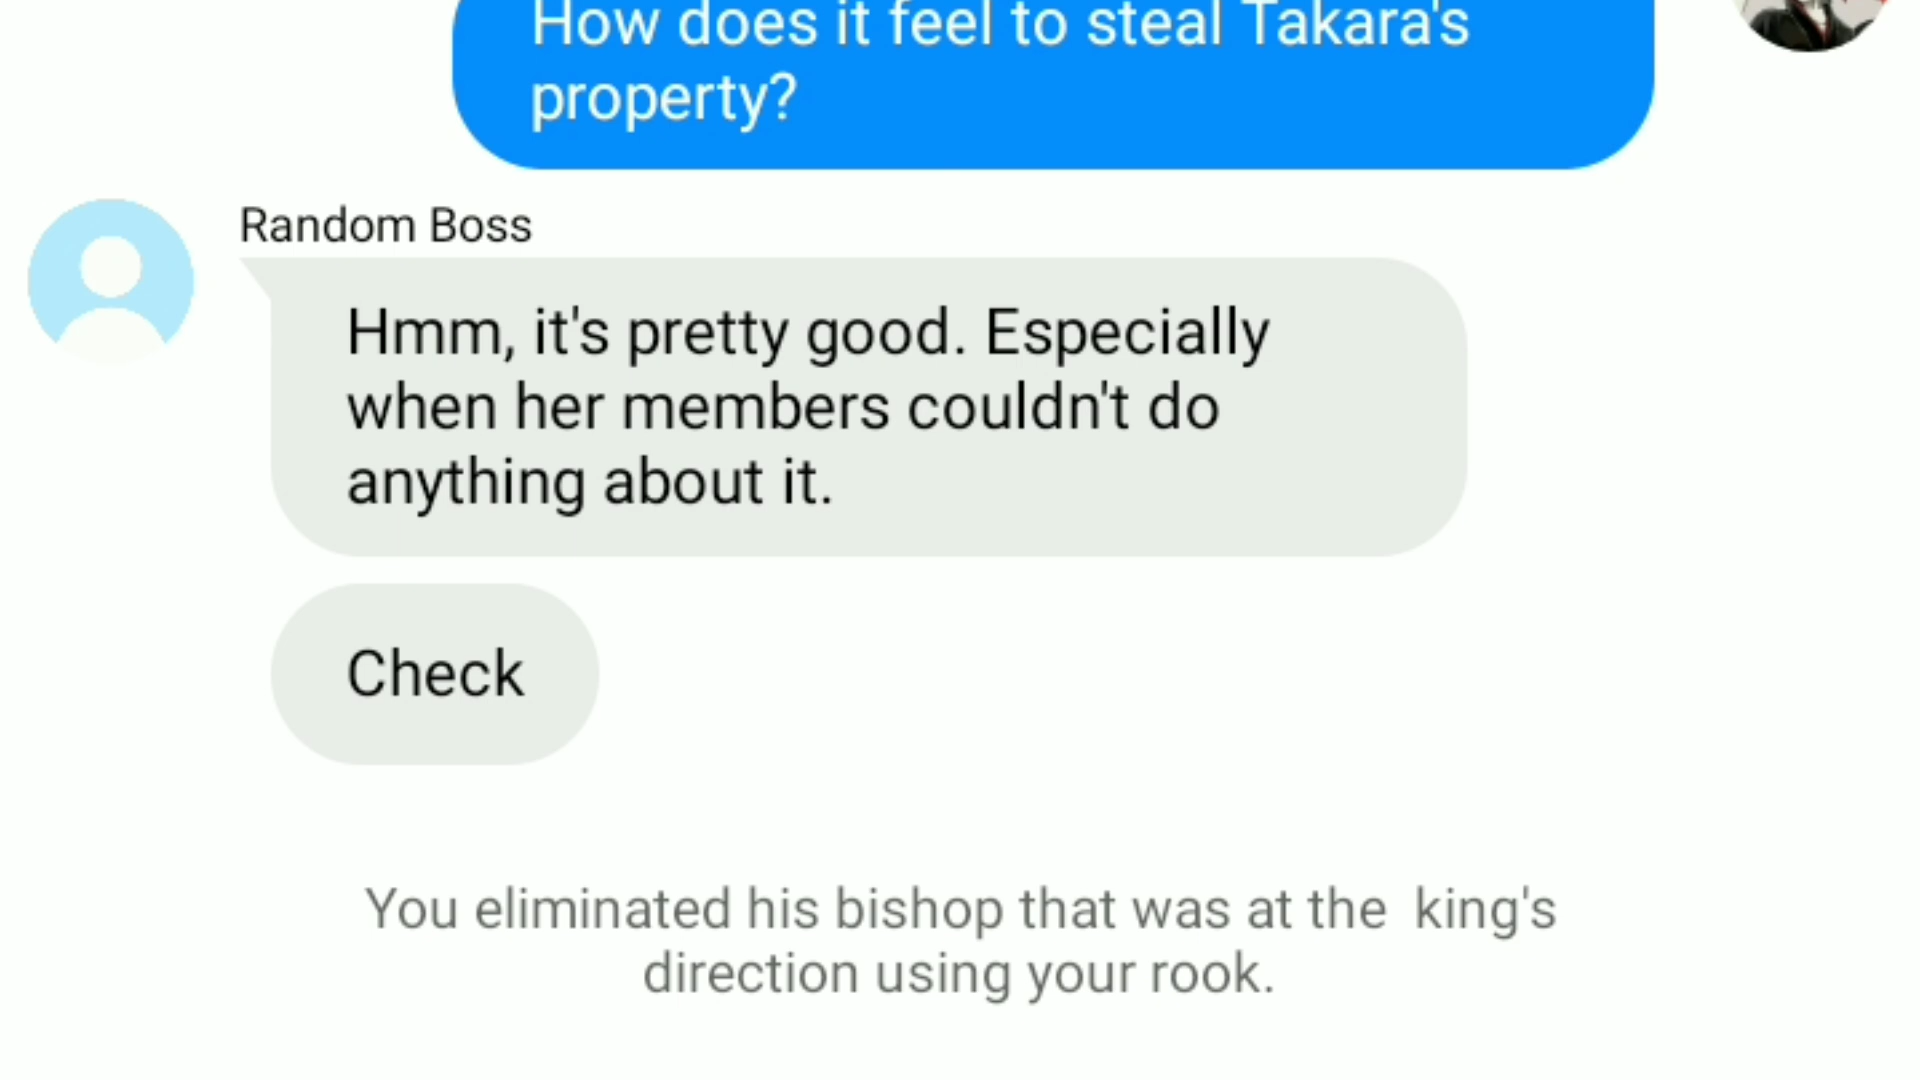 How does it feel to steal Takara's
property?
Random Boss
Hmm, it's pretty good. Especially
when her members couldn't do
anything about it.
Check
You eliminated his bishop that was at the  king's
direction using your rook.